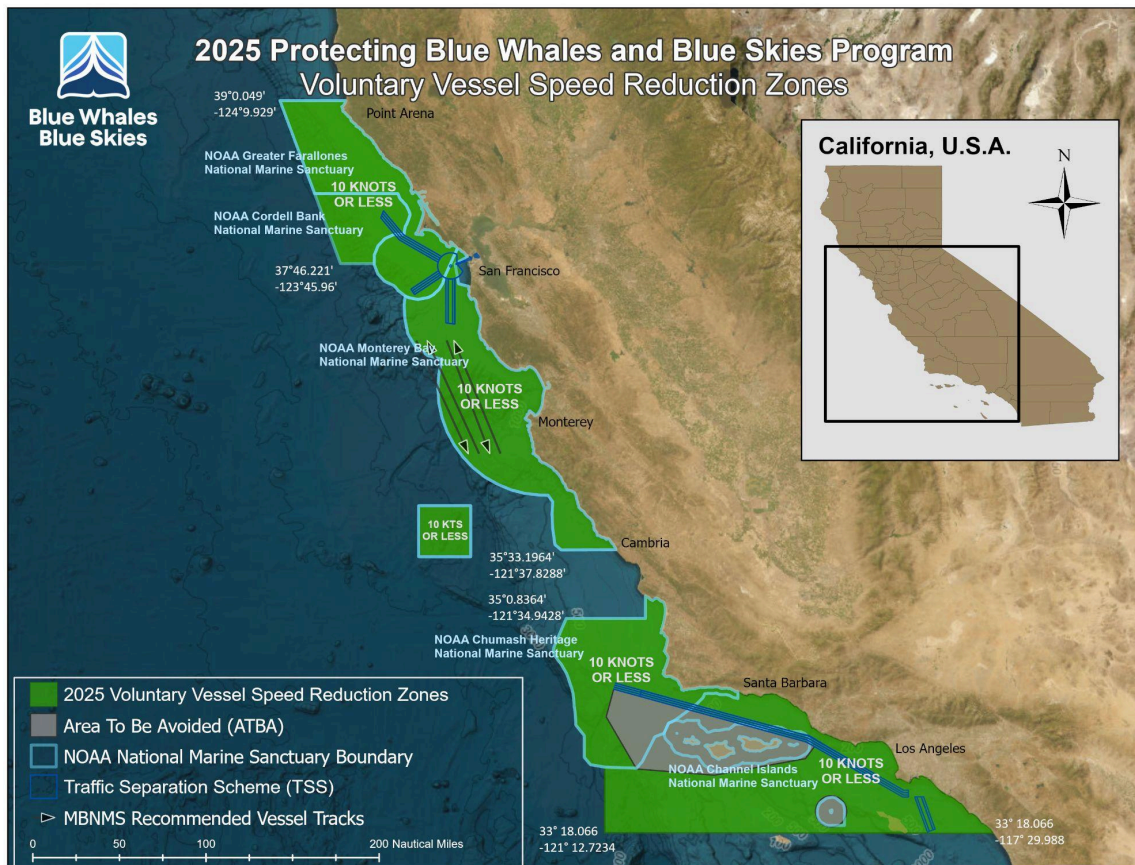 2025 Protecting Blue Whales and Blue Skies Program
Voluntary Vessel Speed Reduction Zones
Blue Whales
Blue Skies
39°0.049'
-124°9.929'
Point Arena
NOAA Greater Farallones
National Marine Sanctuary
10 KNOTS
OR LESS
NOAA Cordell Bank
National Marine Sanctuary
37°46.221'
-123°45.96'
San Francisco
NOAA Monterey Bay
National Marine Sanctuary
10 KNOTS
OR LESS
Monterey
10 KTS
OR LESS
Cambria
35°33.1964'
-121°37.8288'
35°0.8364'
-121°34.9428'
NOAA Chumash Heritage
National Marine Sanctuary
10 KNOTS
OR LESS
Santa Barbara
Los Angeles
NOAA Channel Islands
National Marine Sanctuary
10 KNOTS
OR LESS
33° 18.066
-121° 12.7234
33° 18.066
-117° 29.988
California, U.S.A.
N
2025 Voluntary Vessel Speed Reduction Zones
Area To Be Avoided (ATBA)
NOAA National Marine Sanctuary Boundary
Traffic Separation Scheme (TSS)
MBNMS Recommended Vessel Tracks
0 50 100 200 Nautical Miles